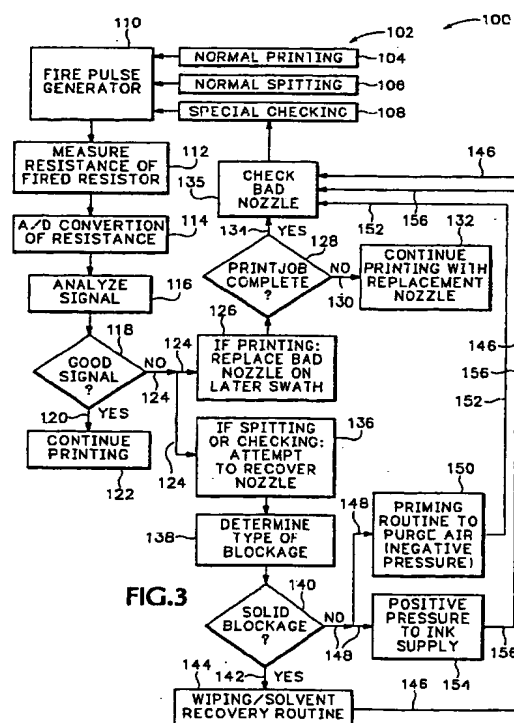 100
110
102
FIRE PULSE
GENERATOR
NORMAL PRINTING
104
NORMAL SPITTING
106
SPECIAL CHECKING
108
MEASURE
RESISTANCE OF
FIRED RESISTOR
112
A/D CONVERTION
OF RESISTANCE
114
ANALYZE
SIGNAL
116
118
GOOD
SIGNAL
?
NO
124
124
120
YES
CONTINUE
PRINTING
122
135
CHECK
BAD
NOZZLE
146
156
152
134
YES
128
PRINTJOB
COMPLETE
?
NO
130
132
CONTINUE
PRINTING WITH
REPLACEMENT
NOZZLE
126
IF PRINTING:
REPLACE BAD
NOZZLE ON
LATER SWATH
146
156
152
124
136
IF SPITTING
OR CHECKING:
ATTEMPT
TO RECOVER
NOZZLE
138
DETERMINE
TYPE OF
BLOCKAGE
150
148
PRIMING
ROUTINE TO
PURGE AIR
(NEGATIVE
PRESSURE)
FIG.3
140
SOLID
BLOCKAGE
?
NO
148
POSITIVE
PRESSURE
TO INK
SUPPLY
154
156
142
YES
144
WIPING/SOLVENT
RECOVERY ROUTINE
146